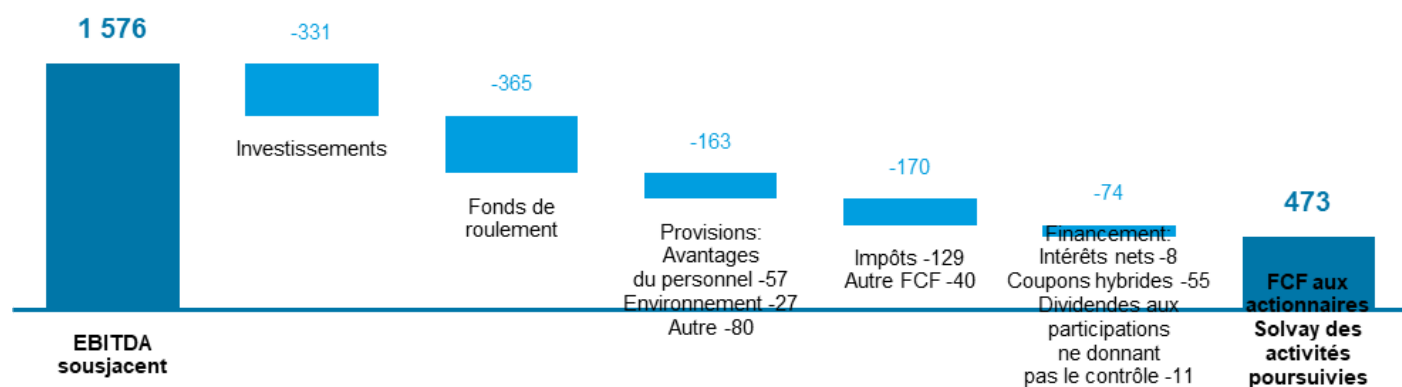 1 576
EBITDA
sousjacent
-331
Investissements
-365
Fonds de
roulement
-163
Provisions:
Avantages
du personnel -57
Environnement -27
Autre -80
-170
Impôts -129
Autre FCF -40
-74
Financement:
Intérêts nets -8
Coupons hybrides -55
Dividendes aux
participations
ne donnant
pas le contrôle -11
473
FCF aux
actionnaires
Solvay des
activités
poursuivies